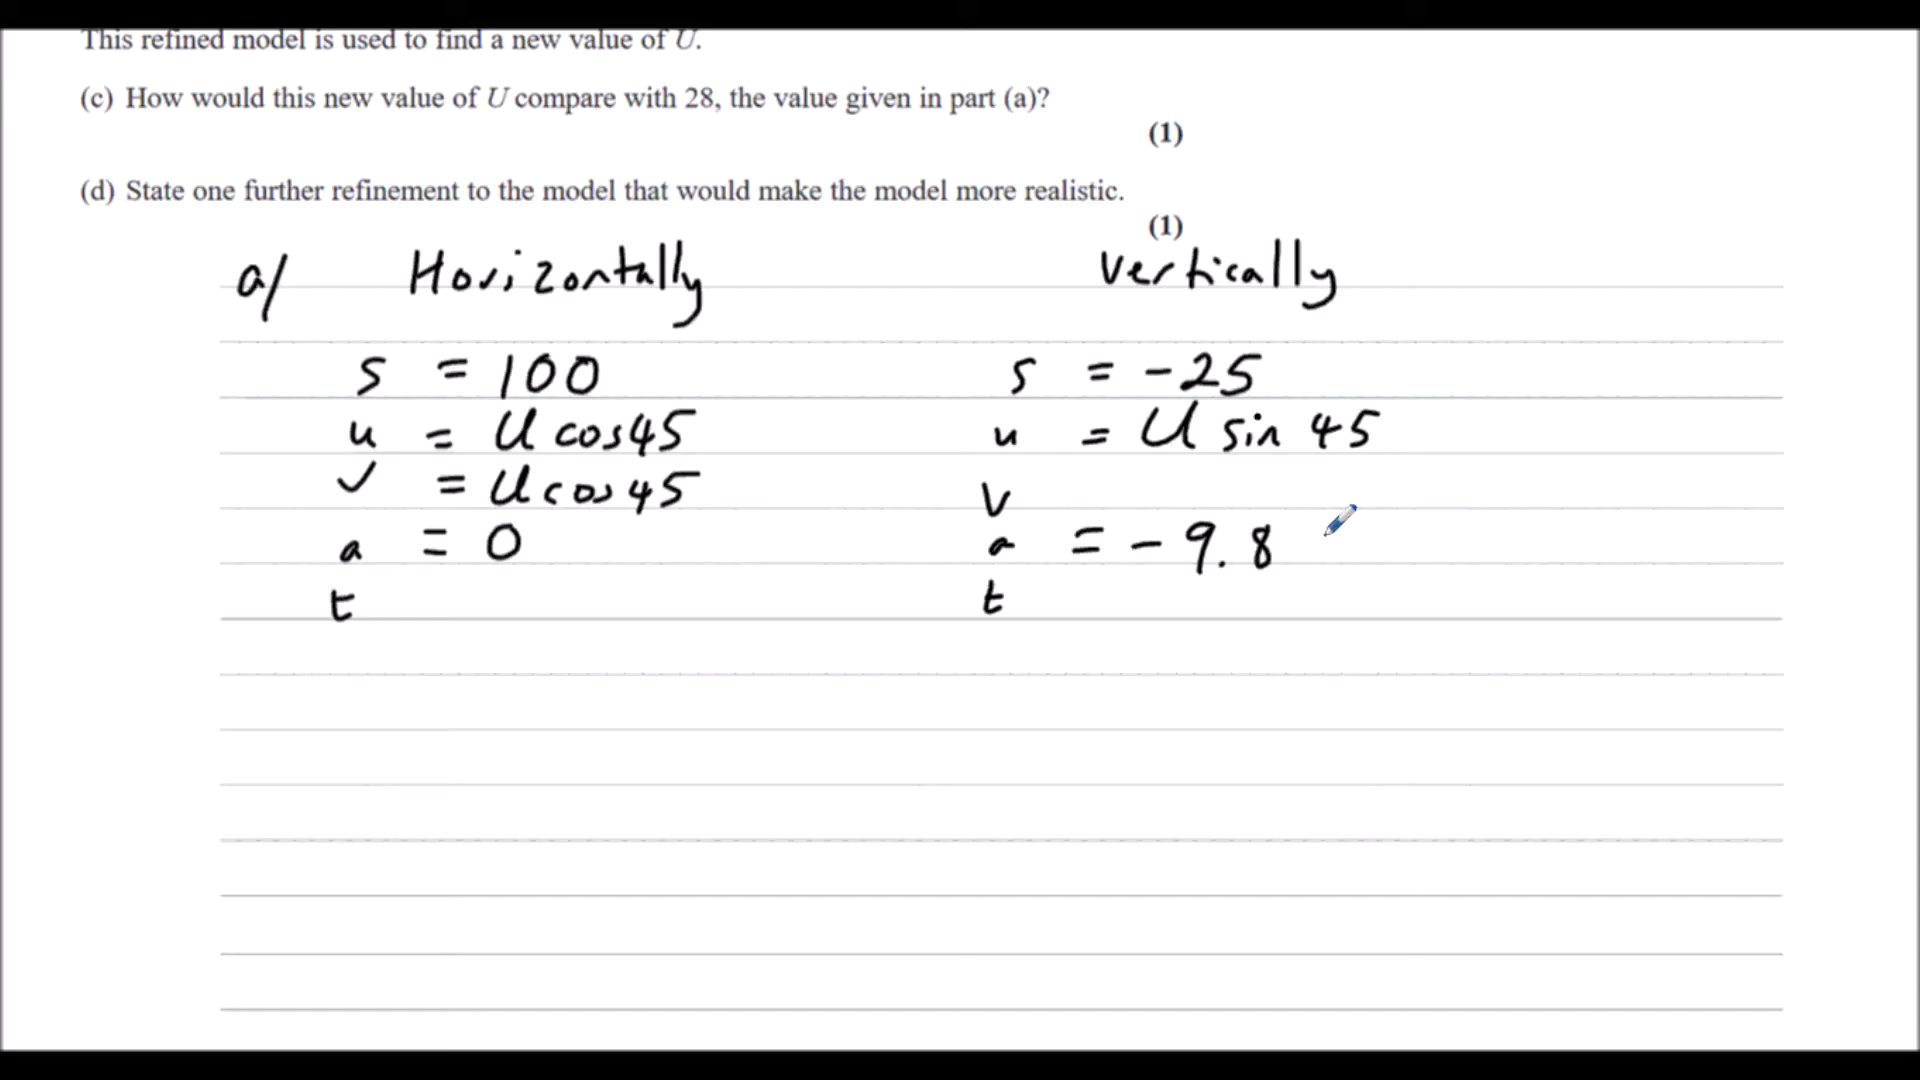 This refined model is used to find a new value of U.
(c) How would this new value of U compare with 28, the value given in part (a)?
(1)
(d) State one further refinement to the model that would make the model more realistic.
(1)
a/ Horizontally vertically
s = 100 s = -25
u = U cos45 u = U sin 45
v = U cos 45 v
a = 0 a = - 9.8
t t